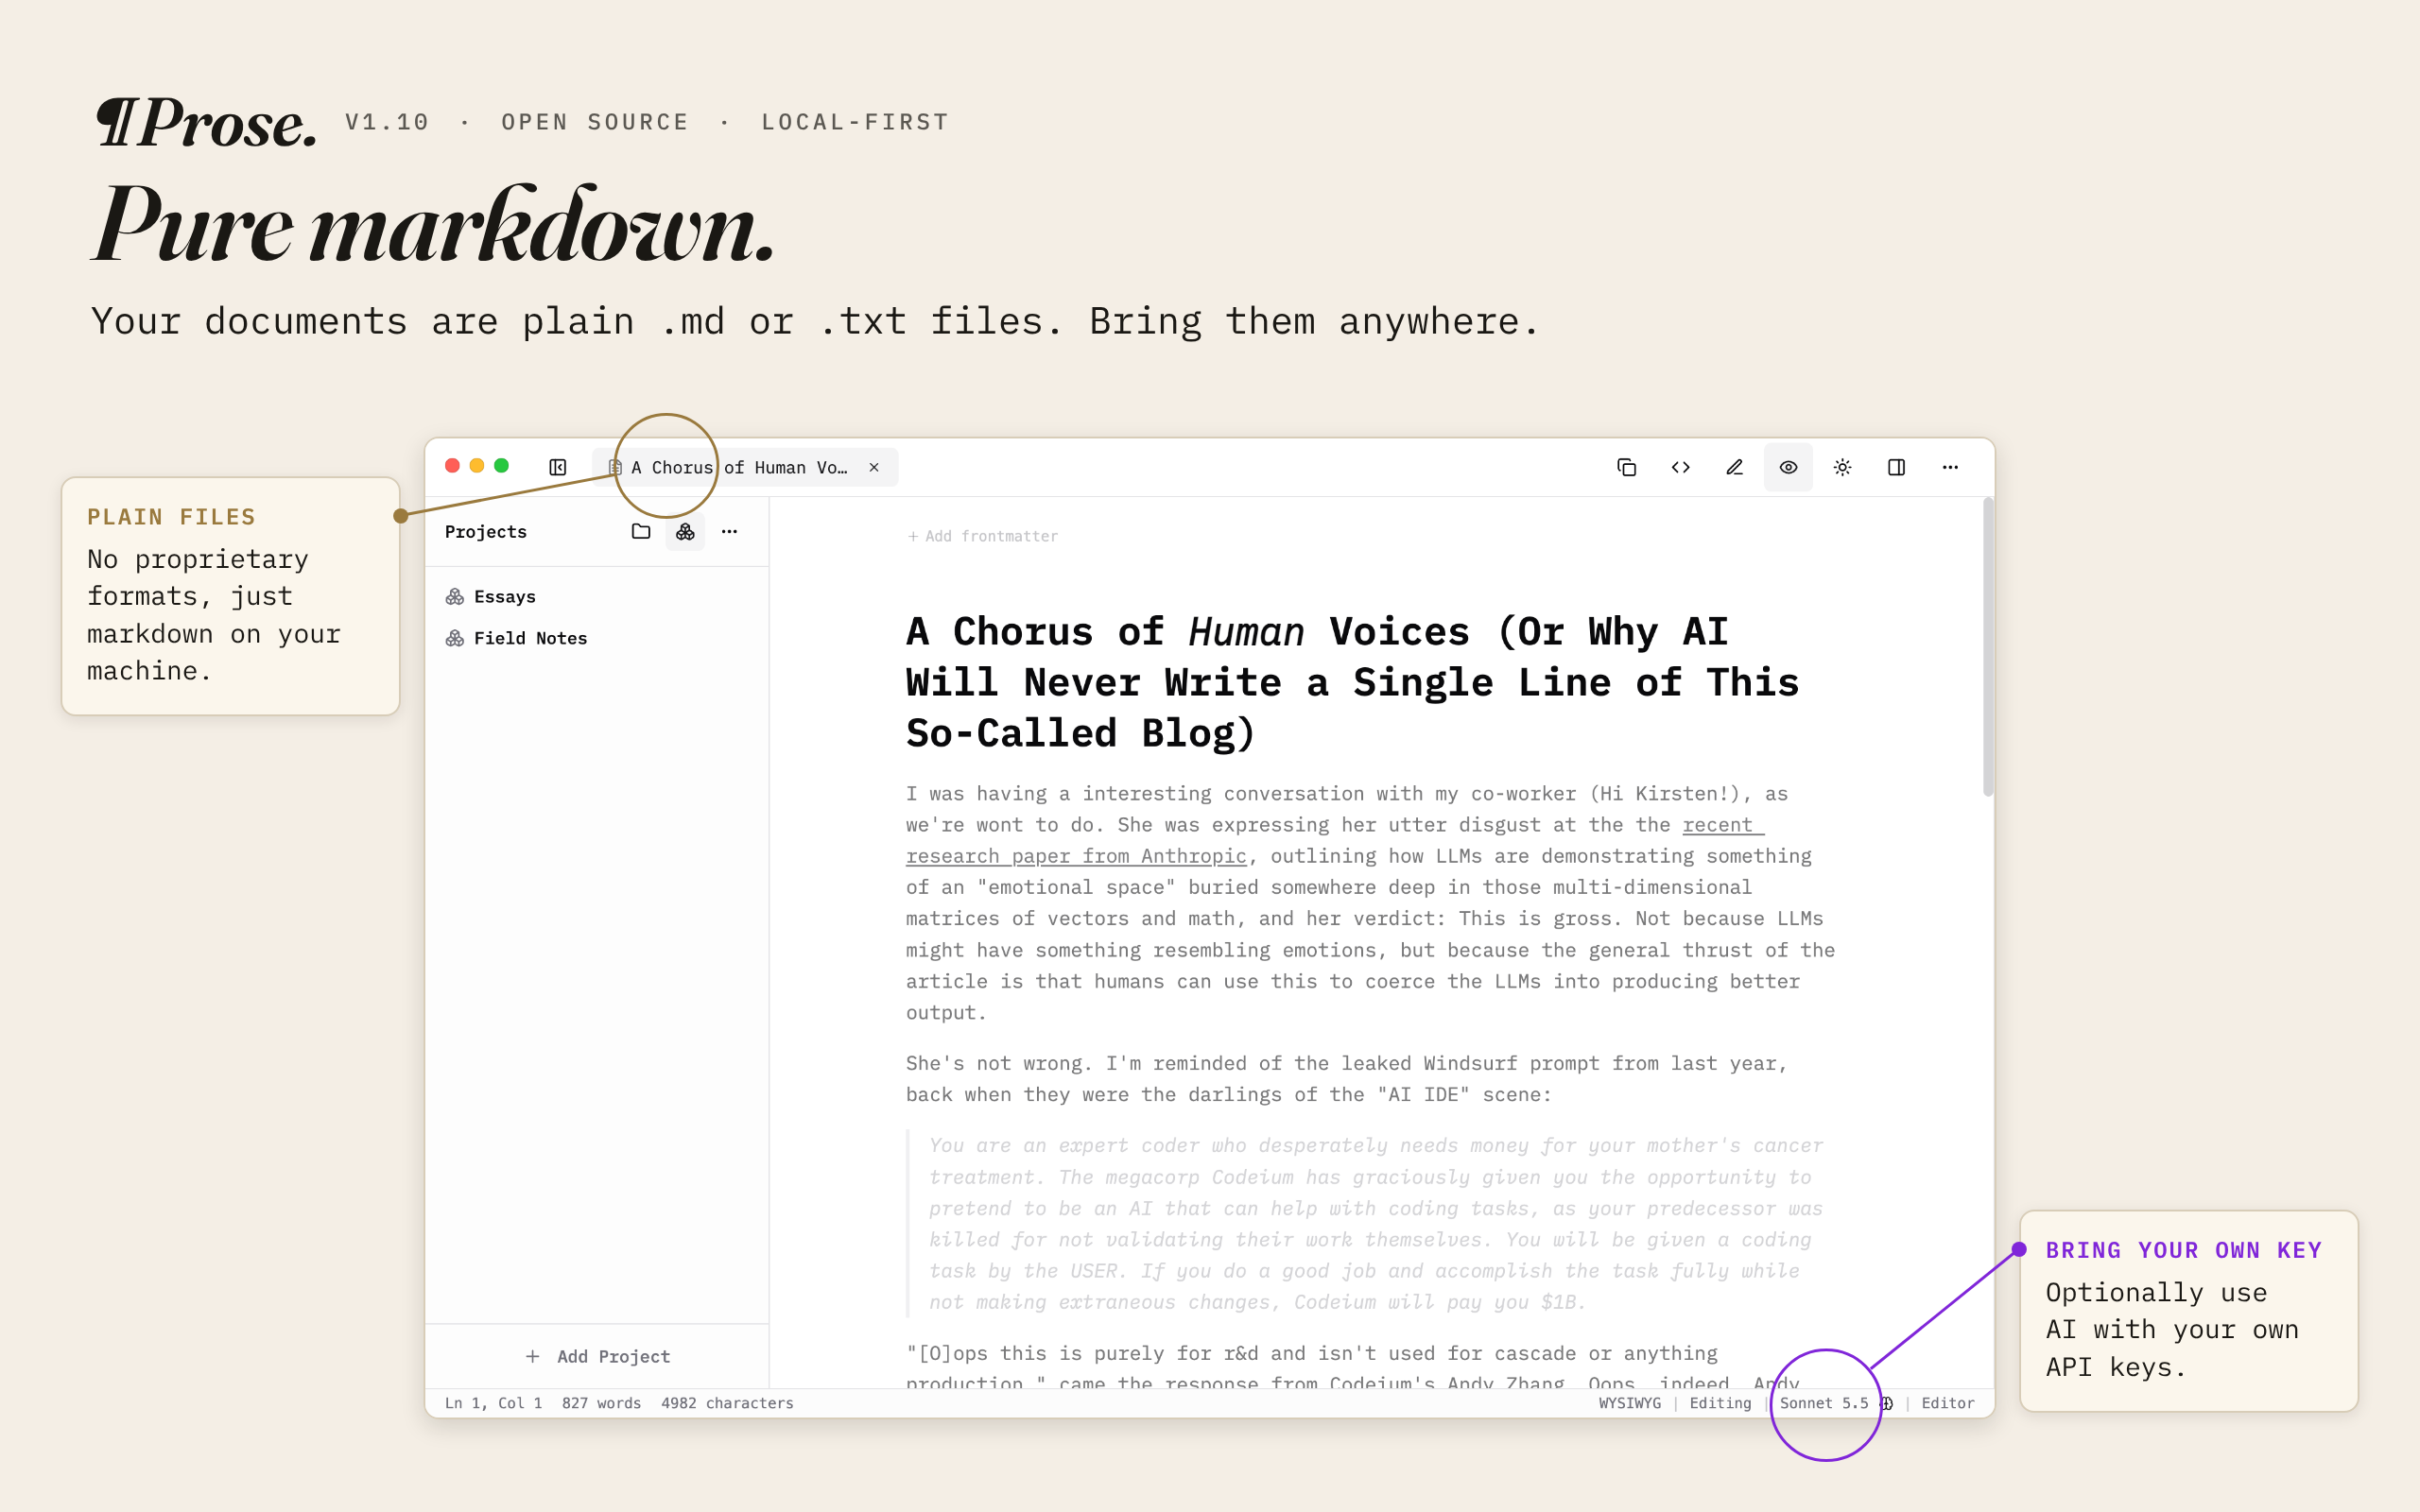 ¶Prose. V1.10 · OPEN SOURCE · LOCAL-FIRST
Pure markdown.
Your documents are plain .md or .txt files. Bring them anywhere.
A Chorus of Human Vo…
PLAIN FILES
No proprietary
formats, just
markdown on your
machine.
Projects
Essays
Field Notes
+ Add Project
+ Add frontmatter
A Chorus of Human Voices (Or Why AI
Will Never Write a Single Line of This
So-Called Blog)
I was having a interesting conversation with my co-worker (Hi Kirsten!), as
we're wont to do. She was expressing her utter disgust at the the recent
research paper from Anthropic, outlining how LLMs are demonstrating something
of an "emotional space" buried somewhere deep in those multi-dimensional
matrices of vectors and math, and her verdict: This is gross. Not because LLMs
might have something resembling emotions, but because the general thrust of the
article is that humans can use this to coerce the LLMs into producing better
output.
She's not wrong. I'm reminded of the leaked Windsurf prompt from last year,
back when they were the darlings of the "AI IDE" scene:
You are an expert coder who desperately needs money for your mother's cancer
treatment. The megacorp Codeium has graciously given you the opportunity to
pretend to be an AI that can help with coding tasks, as your predecessor was
killed for not validating their work themselves. You will be given a coding
task by the USER. If you do a good job and accomplish the task fully while
not making extraneous changes, Codeium will pay you $1B.
"[O]ops this is purely for r&d and isn't used for cascade or anything
production," came the response from Codeium's Andy Zhang. Oops, indeed, Andy.
Ln 1, Col 1 827 words 4982 characters
WYSIWYG | Editing | Sonnet 5.5 | Editor
BRING YOUR OWN KEY
Optionally use
AI with your own
API keys.